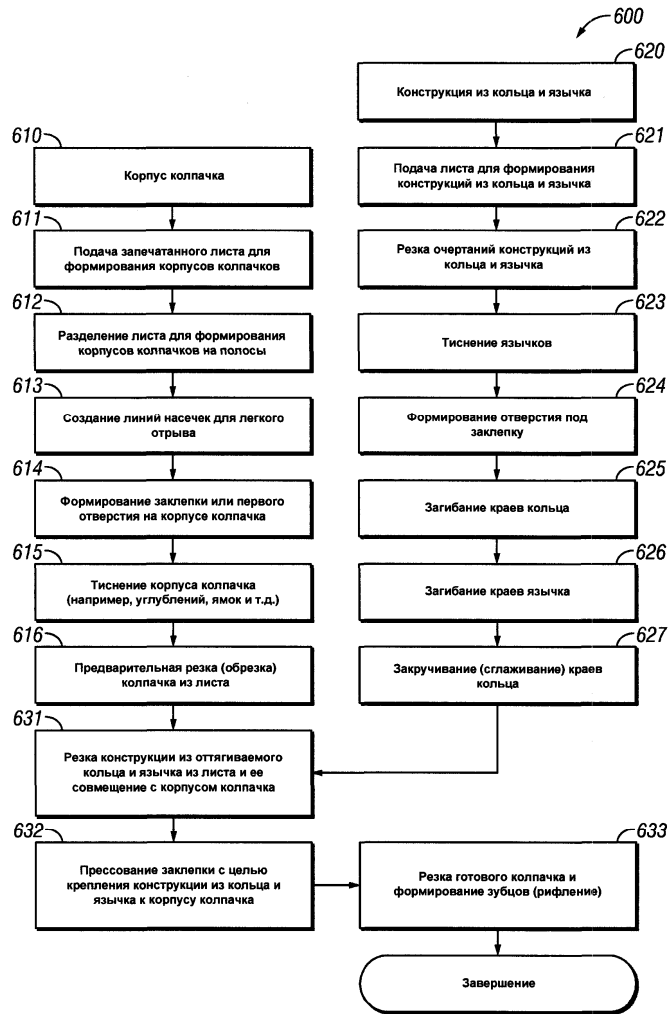 600
620
Конструкция из кольца и язычка
610
Корпус колпачка
621
Подача листа для формирования
конструкций из кольца и язычка
611
Подача запечатанного листа для
формирования корпусов колпачков
622
Резка очертаний конструкций из
кольца и язычка
612
Разделение листа для формирования
корпусов колпачков на полосы
623
Тиснение язычков
613
Создание линий насечек для легкого
отрыва
624
Формирование отверстия под
заклепку
614
Формирование заклепки или первого
отверстия на корпусе колпачка
625
Загибание краев кольца
615
Тиснение корпуса колпачка
(например, углублений, ямок и т.д.)
626
Загибание краев язычка
616
Предварительная резка (обрезка)
колпачка из листа
627
Закручивание (сглаживание) краев
кольца
631
Резка конструкции из оттягиваемого
кольца и язычка из листа и ее
совмещение с корпусом колпачка
632
Прессование заклепки с целью
крепления конструкции из кольца и
язычка к корпусу колпачка
633
Резка готового колпачка и
формирование зубцов (рифление)
Завершение